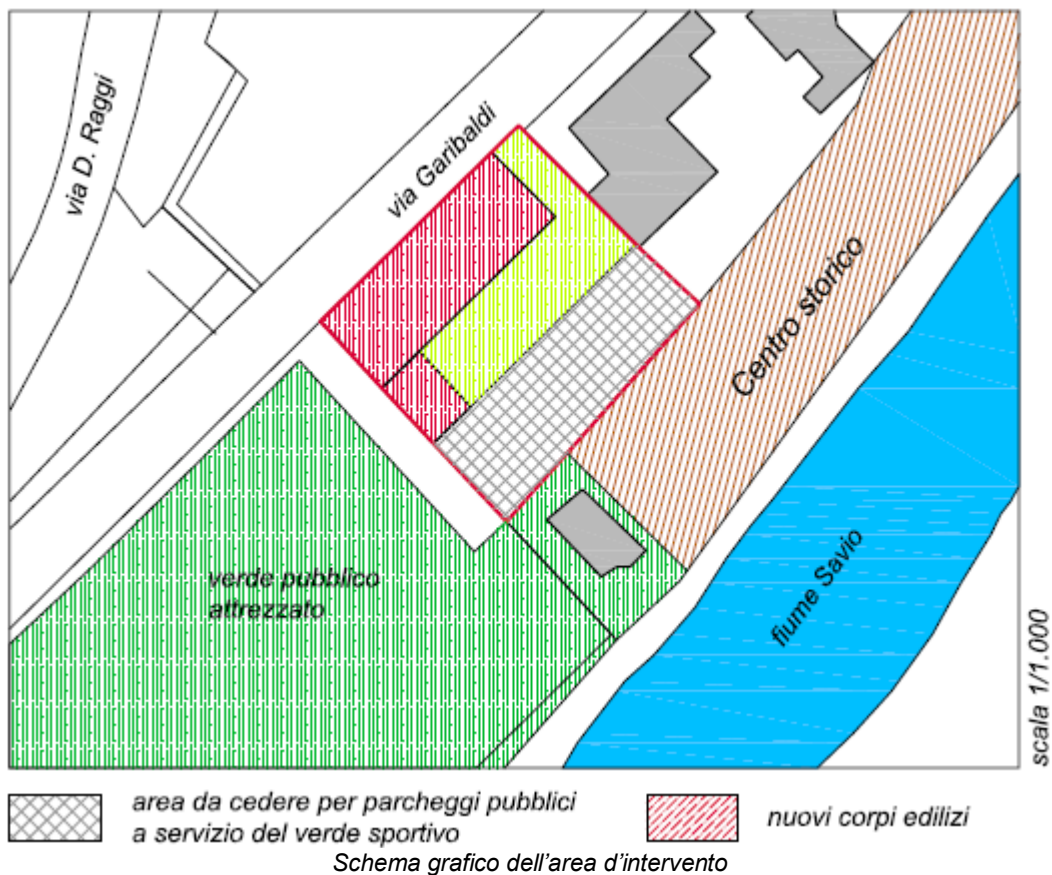 via D. Raggi
via Garibaldi
Centro storico
verde pubblico
attrezzato
fiume Savio
scala 1/1.000
area da cedere per parcheggi pubblici
a servizio del verde sportivo
nuovi corpi edilizi
Schema grafico dell'area d'intervento